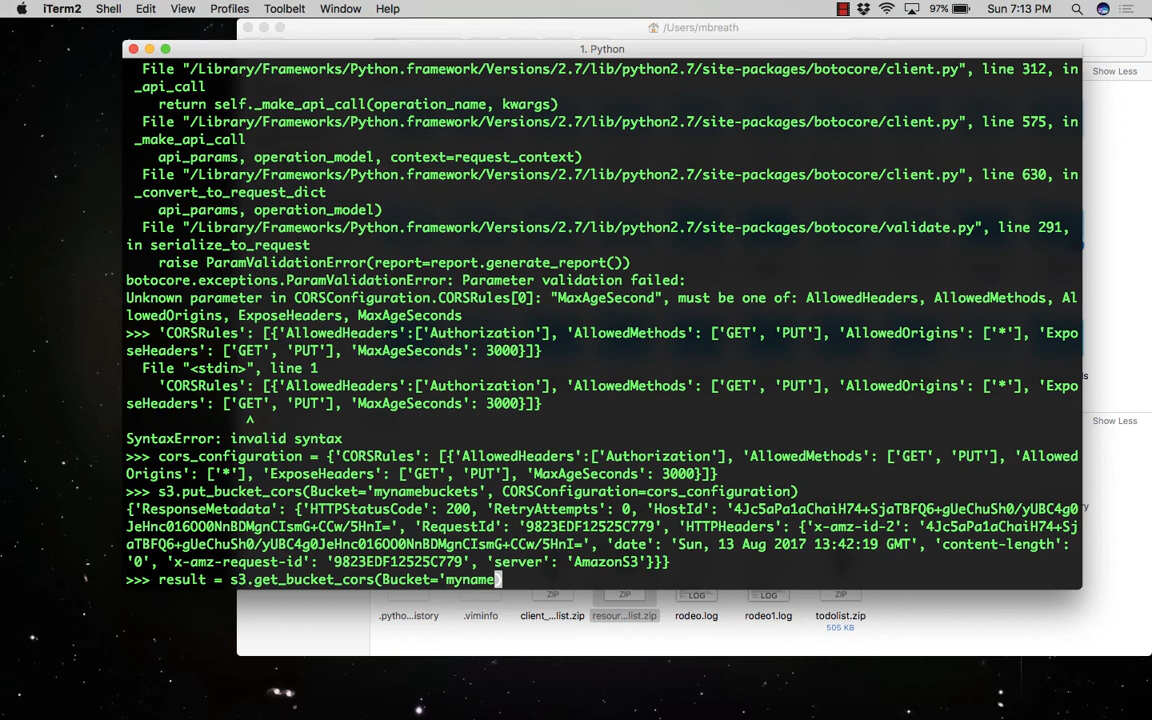 iTerm2 Shell Edit View Profiles Toolbelt Window Help 97% Sun 7:13 PM
/Users/mbreath
1. Python
File "/Library/Frameworks/Python.framework/Versions/2.7/lib/python2.7/site-packages/botocore/client.py", line 312, in
Show Less
_api_call
return self._make_api_call(operation_name, kwargs)
File "/Library/Frameworks/Python.framework/Versions/2.7/lib/python2.7/site-packages/botocore/client.py", line 575, in
_make_api_call
api_params, operation_model, context=request_context)
File "/Library/Frameworks/Python.framework/Versions/2.7/lib/python2.7/site-packages/botocore/client.py", line 630, in
_convert_to_request_dict
api_params, operation_model)
File "/Library/Frameworks/Python.framework/Versions/2.7/lib/python2.7/site-packages/botocore/validate.py", line 291,
in serialize_to_request
raise ParamValidationError(report=report.generate_report())
botocore.exceptions.ParamValidationError: Parameter validation failed:
Unknown parameter in CORSConfiguration.CORSRules[0]: "MaxAgeSecond", must be one of: AllowedHeaders, AllowedMethods, Al
lowedOrigins, ExposeHeaders, MaxAgeSeconds
>>> 'CORSRules': [{'AllowedHeaders':['Authorization'], 'AllowedMethods': ['GET', 'PUT'], 'AllowedOrigins': ['*'], 'Expo
seHeaders': ['GET', 'PUT'], 'MaxAgeSeconds': 3000}]}
File "<stdin>", line 1
'CORSRules': [{'AllowedHeaders':['Authorization'], 'AllowedMethods': ['GET', 'PUT'], 'AllowedOrigins': ['*'], 'Expo
seHeaders': ['GET', 'PUT'], 'MaxAgeSeconds': 3000}]}
^
Show Less
SyntaxError: invalid syntax
>>> cors_configuration = {'CORSRules': [{'AllowedHeaders':['Authorization'], 'AllowedMethods': ['GET', 'PUT'], 'Allowed
Origins': ['*'], 'ExposeHeaders': ['GET', 'PUT'], 'MaxAgeSeconds': 3000}]}
>>> s3.put_bucket_cors(Bucket='mynamebuckets', CORSConfiguration=cors_configuration)
{'ResponseMetadata': {'HTTPStatusCode': 200, 'RetryAttempts': 0, 'HostId': '4Jc5aPa1aChaiH74+SjaTBFQ6+gUeChuSh0/yUBC4g0
JeHnc016OO0NnBDMgnCIsmG+CCw/5HnI=', 'RequestId': '9823EDF12525C779', 'HTTPHeaders': {'x-amz-id-2': '4Jc5aPa1aChaiH74+Sj
aTBFQ6+gUeChuSh0/yUBC4g0JeHnc016OO0NnBDMgnCIsmG+CCw/5HnI=', 'date': 'Sun, 13 Aug 2017 13:42:19 GMT', 'content-length':
'0', 'x-amz-request-id': '9823EDF12525C779', 'server': 'AmazonS3'}}}
>>> result = s3.get_bucket_cors(Bucket='myname
ZIP ZIP LOG LOG ZIP
.pytho...istory .viminfo client_...list.zip resour...list.zip rodeo.log rodeo1.log todolist.zip
505 KB